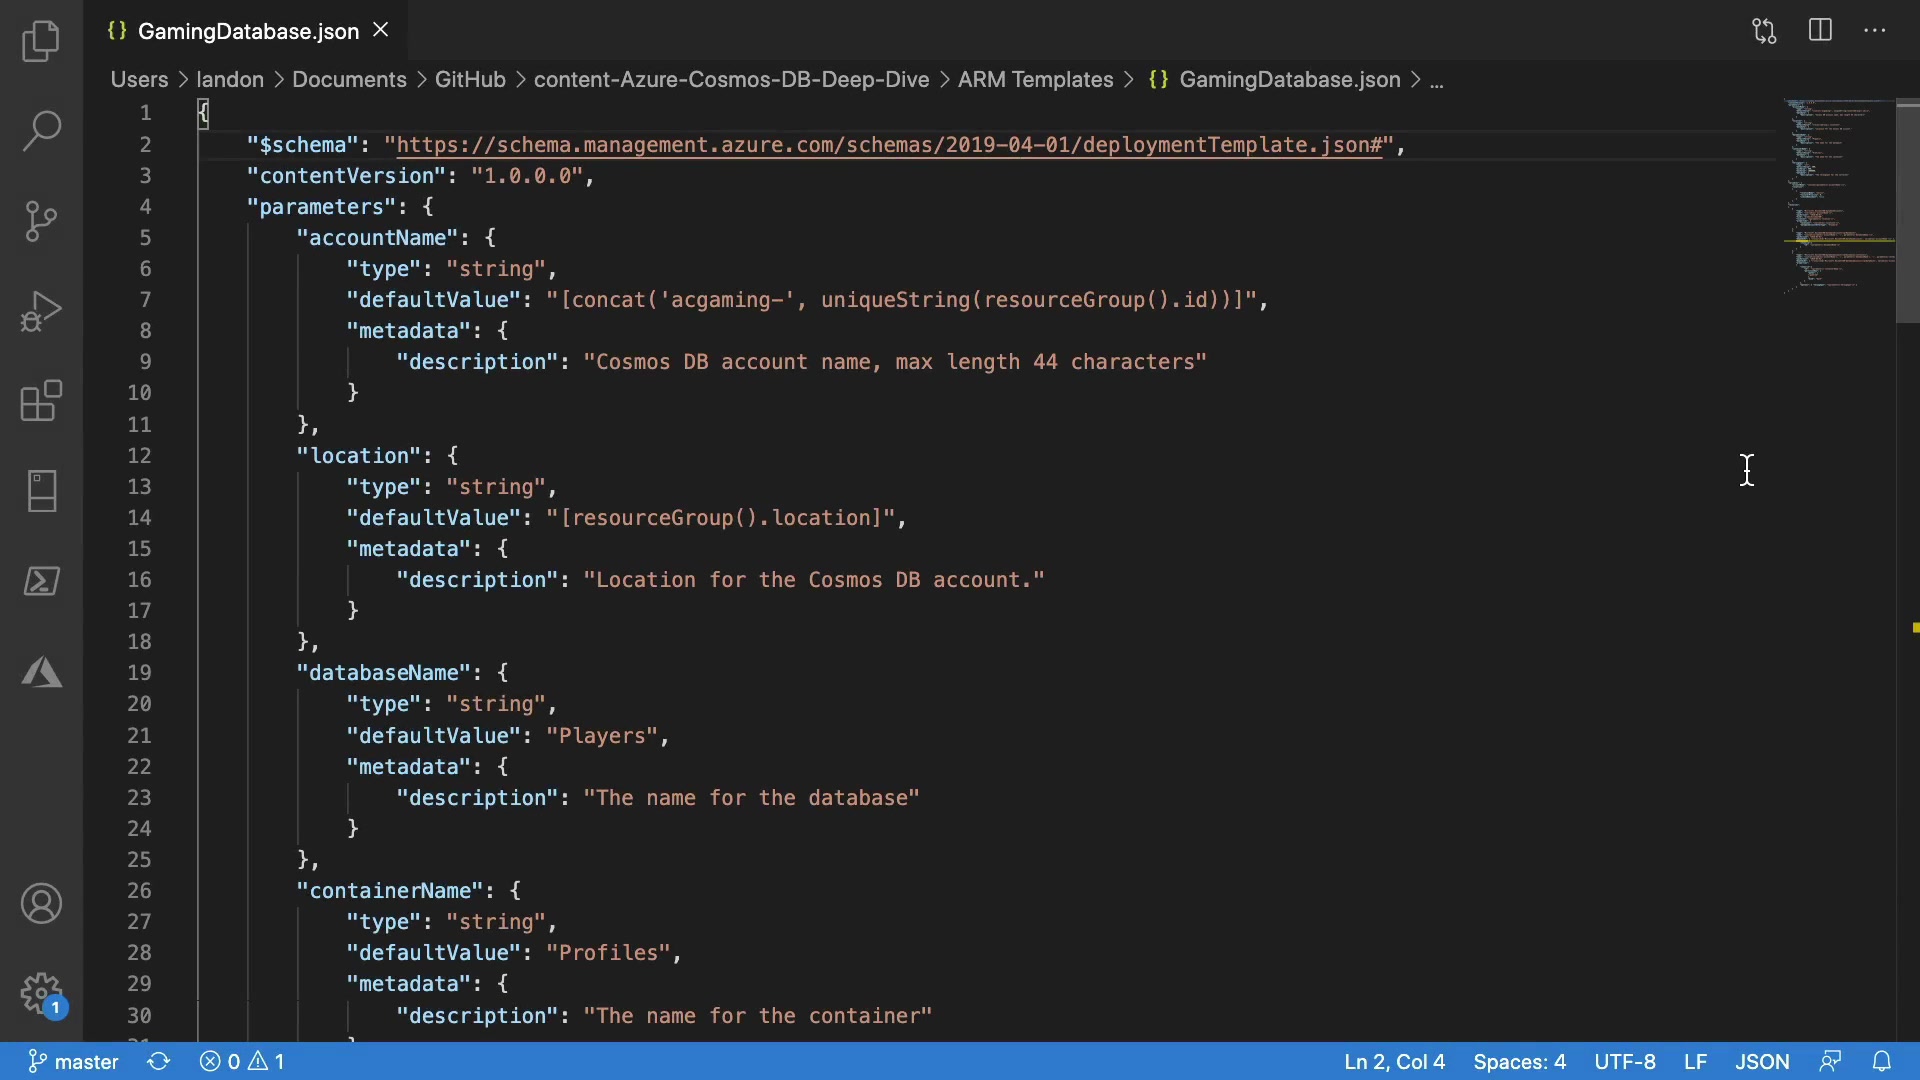 {} GamingDatabase.json
Users > landon > Documents > GitHub > content-Azure-Cosmos-DB-Deep-Dive > ARM Templates > {} GamingDatabase.json > ...
1 {
2 "$schema": "https://schema.management.azure.com/schemas/2019-04-01/deploymentTemplate.json#",
3 "contentVersion": "1.0.0.0",
4 "parameters": {
5 "accountName": {
6 "type": "string",
7 "defaultValue": "[concat('acgaming-', uniqueString(resourceGroup().id))]",
8 "metadata": {
9 "description": "Cosmos DB account name, max length 44 characters"
10 }
11 },
12 "location": {
13 "type": "string",
14 "defaultValue": "[resourceGroup().location]",
15 "metadata": {
16 "description": "Location for the Cosmos DB account."
17 }
18 },
19 "databaseName": {
20 "type": "string",
21 "defaultValue": "Players",
22 "metadata": {
23 "description": "The name for the database"
24 }
25 },
26 "containerName": {
27 "type": "string",
28 "defaultValue": "Profiles",
29 "metadata": {
30 "description": "The name for the container"
1
master 0 1 Ln 2, Col 4 Spaces: 4 UTF-8 LF JSON